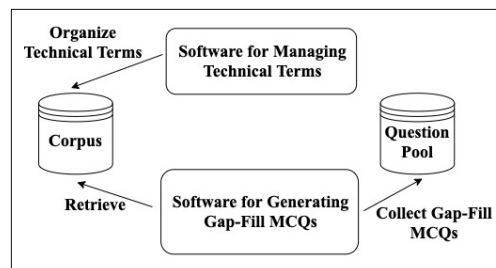 Organize
Technical Terms
Software for Managing
Technical Terms
Corpus
Question
Pool
Retrieve
Software for Generating
Gap-Fill MCQs
Collect Gap-Fill
MCQs